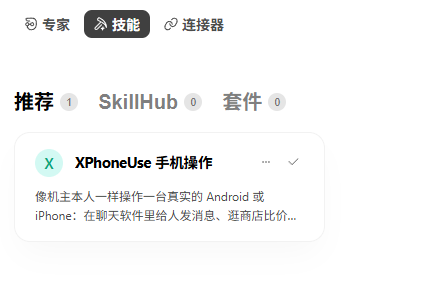 专家 技能 连接器
推荐 1 SkillHub 0 套件 0
X XPhoneUse 手机操作 ···
像机主本人一样操作一台真实的 Android 或
iPhone：在聊天软件里给人发消息、逛商店比价...